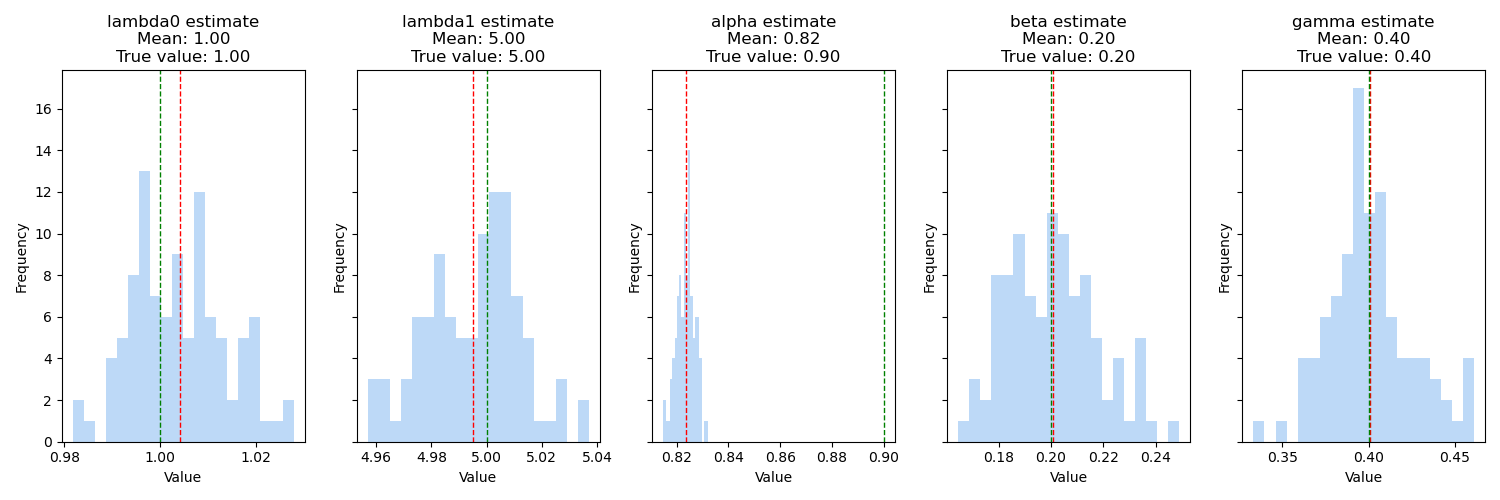 lambda0 estimate
Mean: 1.00
True value: 1.00
lambda1 estimate
Mean: 5.00
True value: 5.00
alpha estimate
Mean: 0.82
True value: 0.90
beta estimate
Mean: 0.20
True value: 0.20
gamma estimate
Mean: 0.40
True value: 0.40
Frequency
16
14
12
10
8
6
4
2
0
0.98 1.00 1.02
Value
Frequency
4.96 4.98 5.00 5.02 5.04
Value
Frequency
0.82 0.84 0.86 0.88 0.90
Value
Frequency
0.18 0.20 0.22 0.24
Value
Frequency
0.35 0.40 0.45
Value